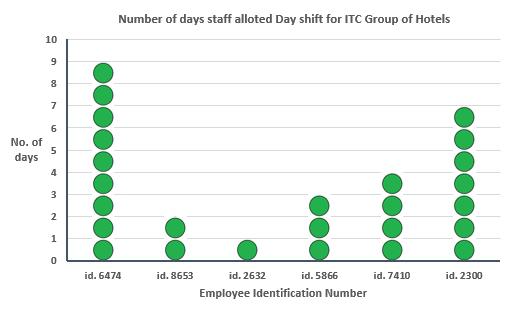 Number of days staff alloted Day shift for ITC Group of Hotels
10
9
8
7
6
5
4
3
2
1
0
No. of
days
id. 6474
id. 8653
id. 2632
id. 5866
id. 7410
id. 2300
Employee Identification Number